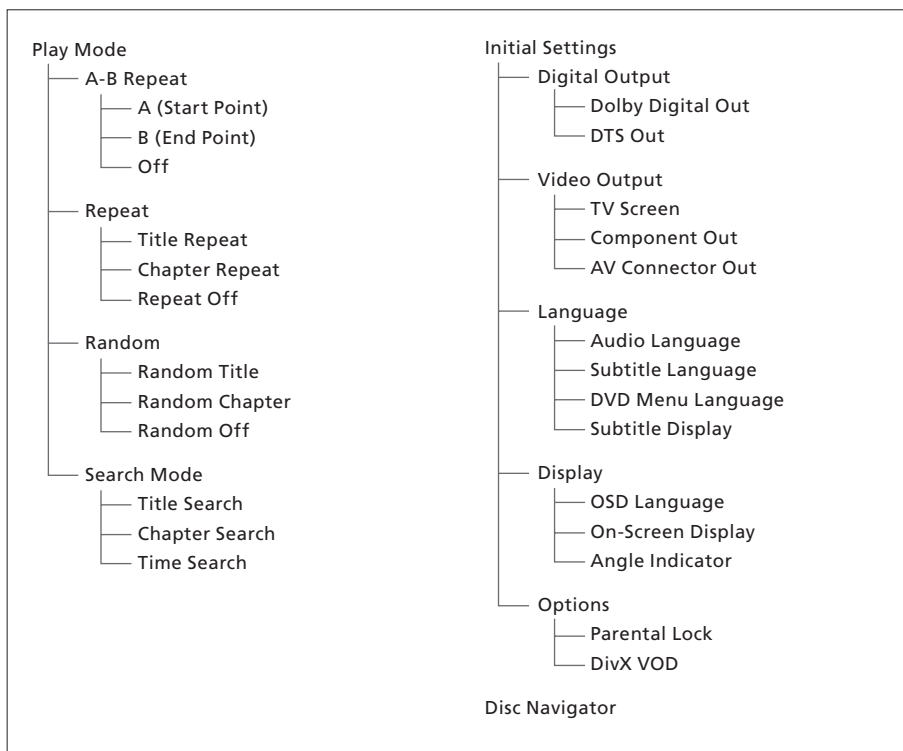 Play Mode
A-B Repeat
A (Start Point)
B (End Point)
Off
Repeat
Title Repeat
Chapter Repeat
Repeat Off
Random
Random Title
Random Chapter
Random Off
Search Mode
Title Search
Chapter Search
Time Search
Initial Settings
Digital Output
Dolby Digital Out
DTS Out
Video Output
TV Screen
Component Out
AV Connector Out
Language
Audio Language
Subtitle Language
DVD Menu Language
Subtitle Display
Display
OSD Language
On-Screen Display
Angle Indicator
Options
Parental Lock
DivX VOD
Disc Navigator